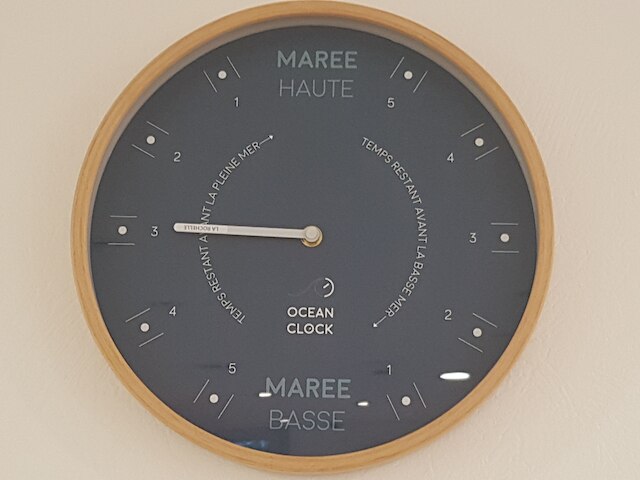 MAREE
HAUTE
1
5
2
4
3
3
4
2
5
1
TEMPS RESTANT AVANT LA PLEINE MER
TEMPS RESTANT AVANT LA BASSE MER
LA ROCHELLE
OCEAN
CLOCK
MAREE
BASSE